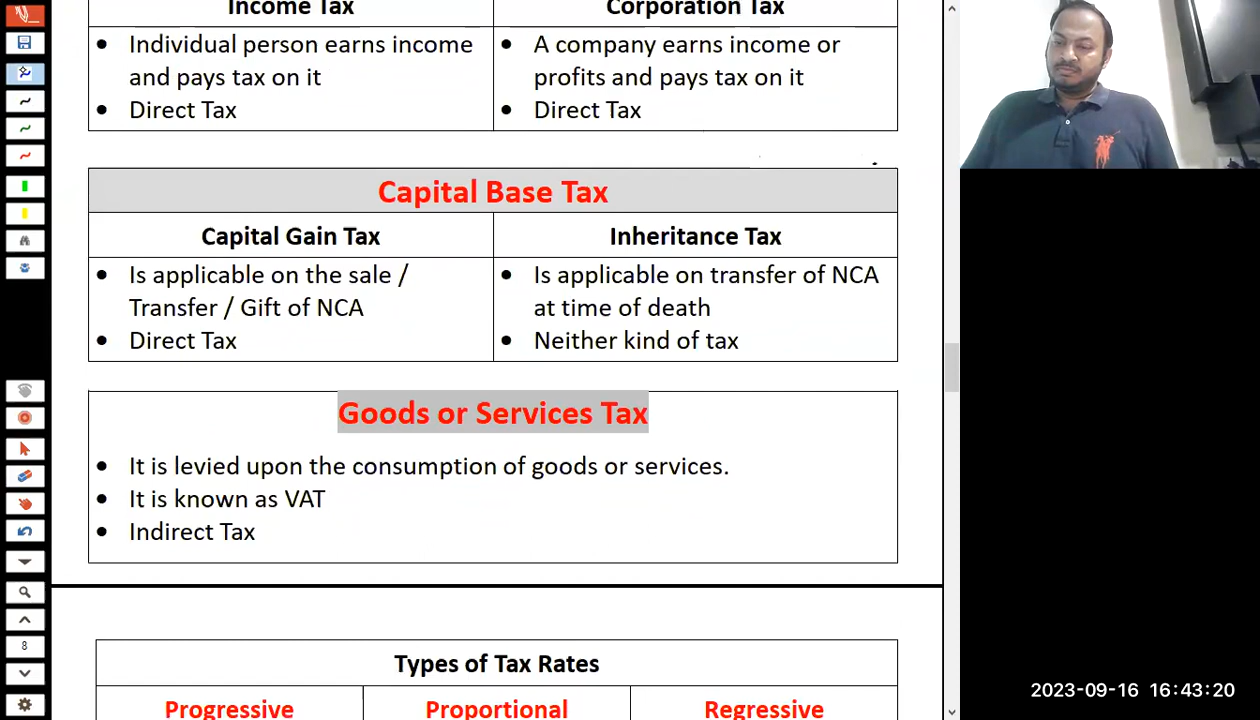 Income Tax
Corporation Tax
• Individual person earns income
and pays tax on it
• Direct Tax
• A company earns income or
profits and pays tax on it
• Direct Tax
Capital Base Tax
Capital Gain Tax
Inheritance Tax
• Is applicable on the sale /
Transfer / Gift of NCA
• Direct Tax
• Is applicable on transfer of NCA
at time of death
• Neither kind of tax
Goods or Services Tax
• It is levied upon the consumption of goods or services.
• It is known as VAT
• Indirect Tax
Types of Tax Rates
Progressive
Proportional
Regressive
8
2023-09-16 16:43:20